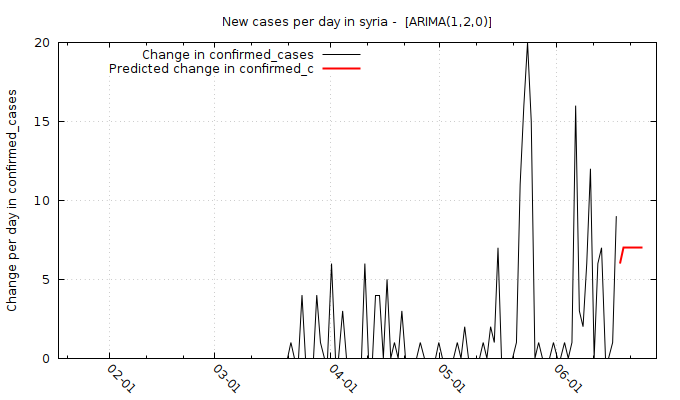 New cases per day in syria -  [ARIMA(1,2,0)]
Change in confirmed_cases
Predicted change in confirmed_c
Change per day in confirmed_cases
20
15
10
5
0
02-01
03-01
04-01
05-01
06-01